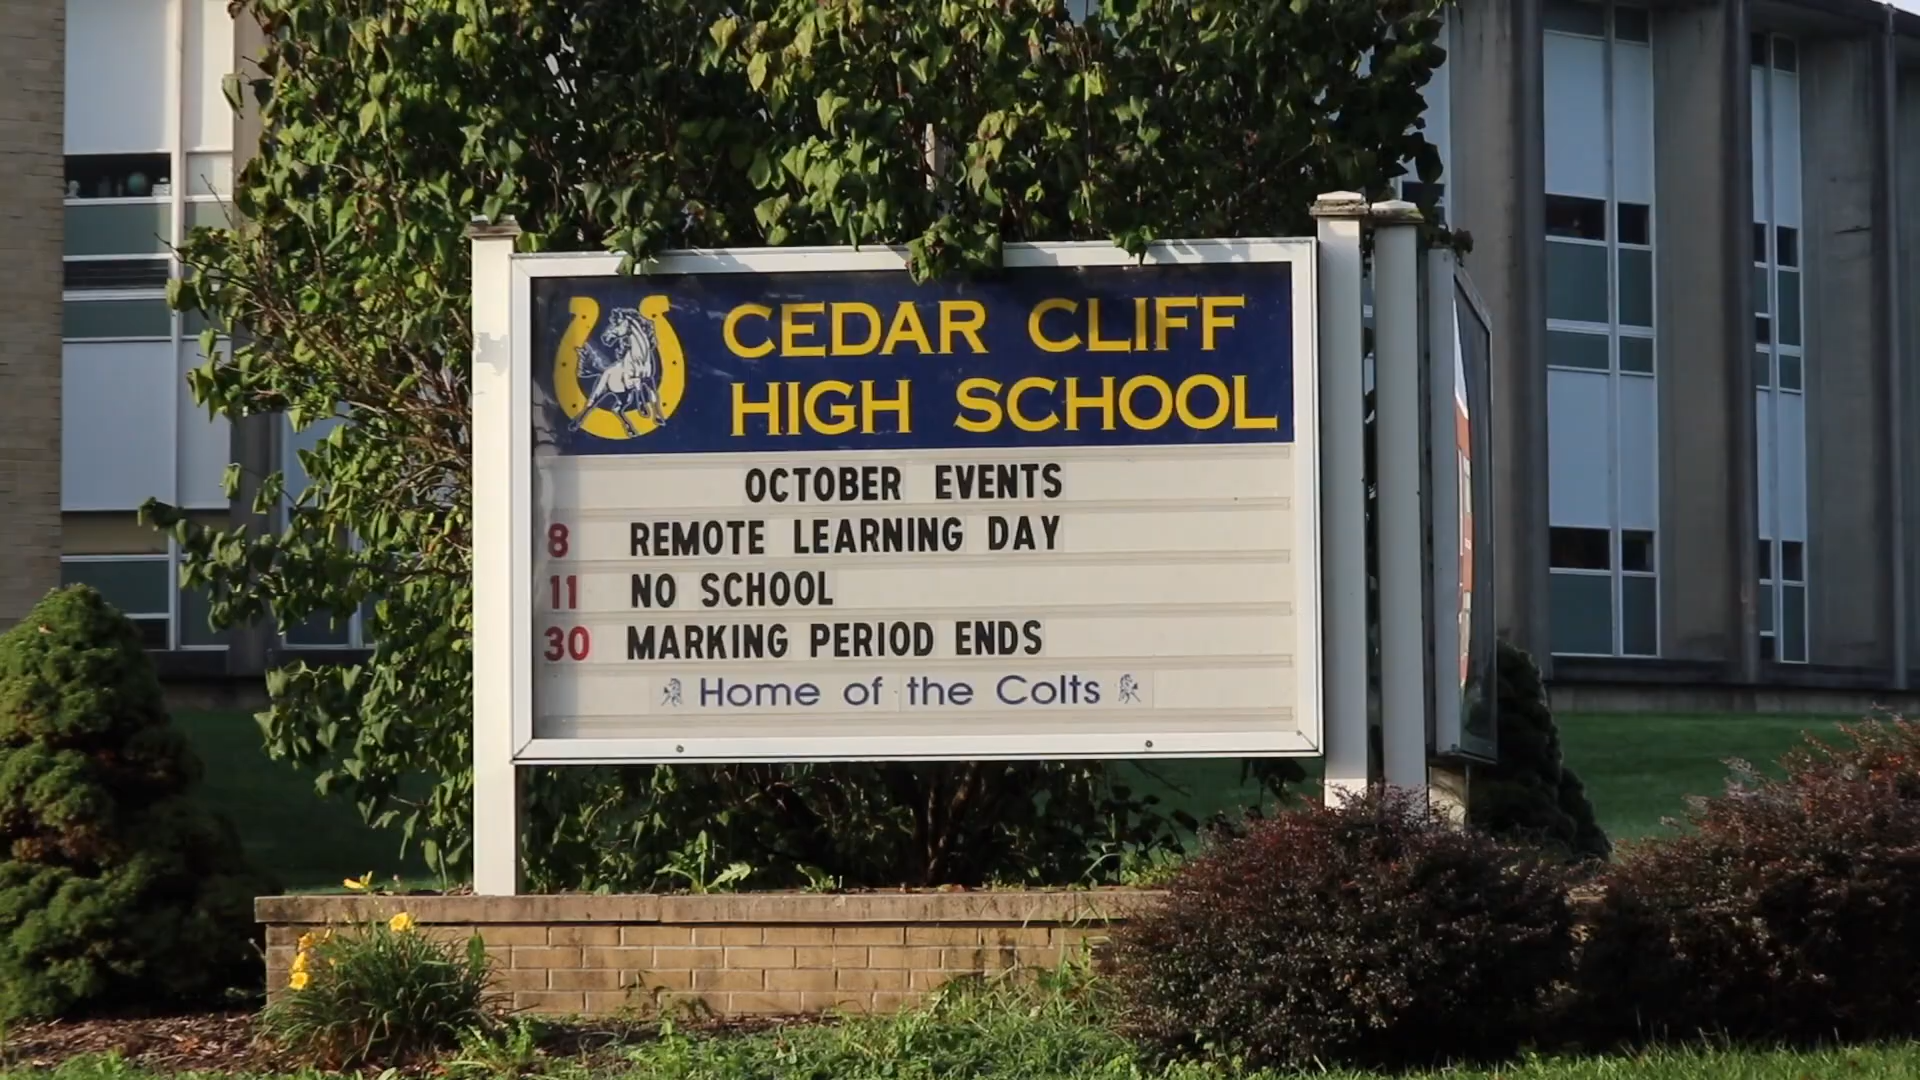 CEDAR CLIFF
HIGH SCHOOL
OCTOBER EVENTS
8 REMOTE LEARNING DAY
11 NO SCHOOL
30 MARKING PERIOD ENDS
Home of the Colts